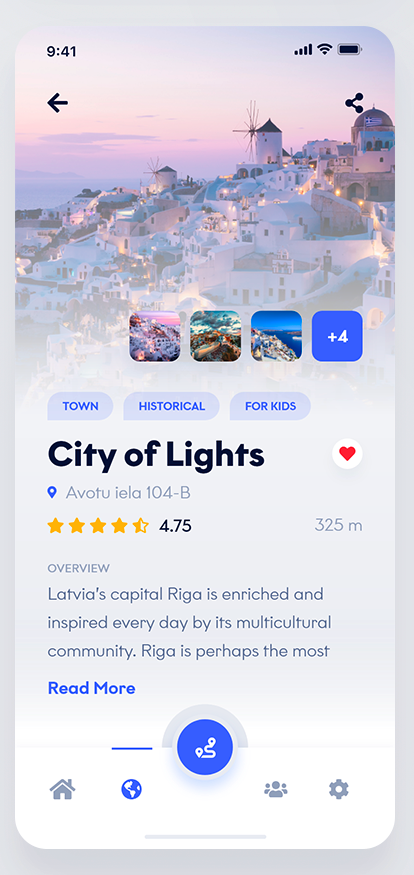 9:41
+4
TOWN HISTORICAL FOR KIDS
City of Lights
Avotu iela 104-B
4.75 325 m
OVERVIEW
Latvia's capital Riga is enriched and
inspired every day by its multicultural
community. Riga is perhaps the most
Read More